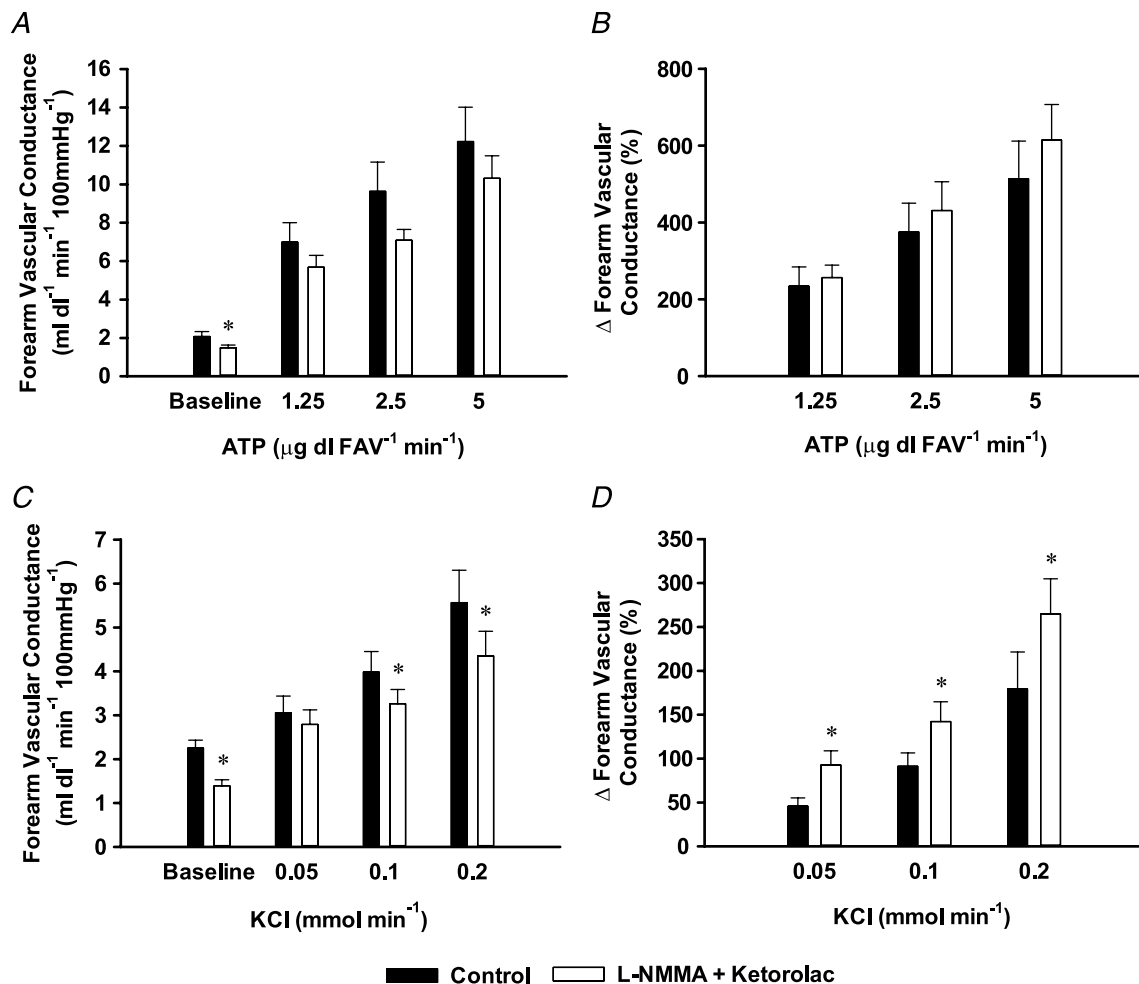 A
Forearm Vascular Conductance
(ml dl⁻¹ min⁻¹ 100mmHg⁻¹)
16
14
12
10
8
6
4
2
0
*
Baseline 1.25 2.5 5
ATP (μg dl FAV⁻¹ min⁻¹)
B
Δ Forearm Vascular
Conductance (%)
800
600
400
200
0
1.25 2.5 5
ATP (μg dl FAV⁻¹ min⁻¹)
C
Forearm Vascular Conductance
(ml dl⁻¹ min⁻¹ 100mmHg⁻¹)
7
6
5
4
3
2
1
0
* * *
Baseline 0.05 0.1 0.2
KCl (mmol min⁻¹)
D
Δ Forearm Vascular
Conductance (%)
350
300
250
200
150
100
50
0
* * *
0.05 0.1 0.2
KCl (mmol min⁻¹)
Control L-NMMA + Ketorolac